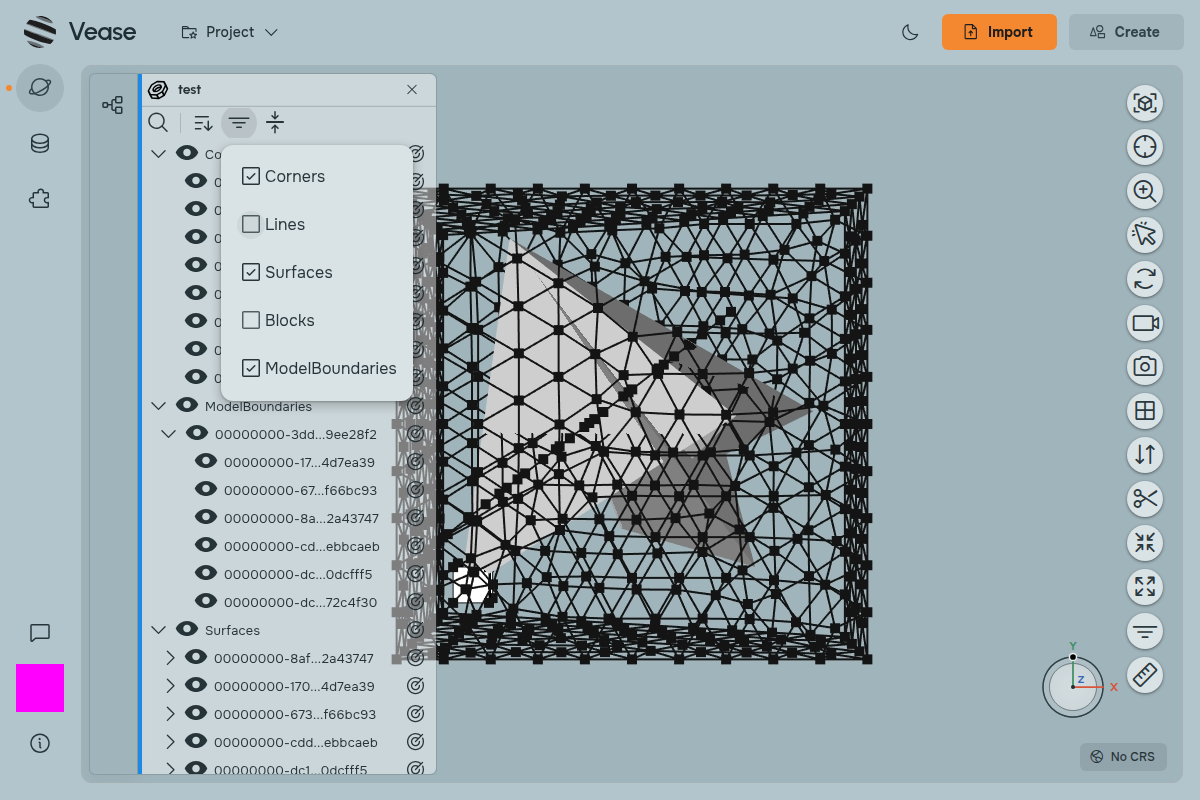 Vease
Project
Import
Create
test
Co
Corners
Lines
Surfaces
Blocks
ModelBoundaries
ModelBoundaries
00000000-3dd...9ee28f2
00000000-17...4d7ea39
00000000-67...f66bc93
00000000-8a...2a43747
00000000-cd...ebbcaeb
00000000-dc...0dcfff5
00000000-dc...72c4f30
Surfaces
00000000-8af...2a43747
00000000-170...4d7ea39
00000000-673...f66bc93
00000000-cdd...ebbcaeb
00000000-dc1...0dcfff5
Y
Z
X
No CRS